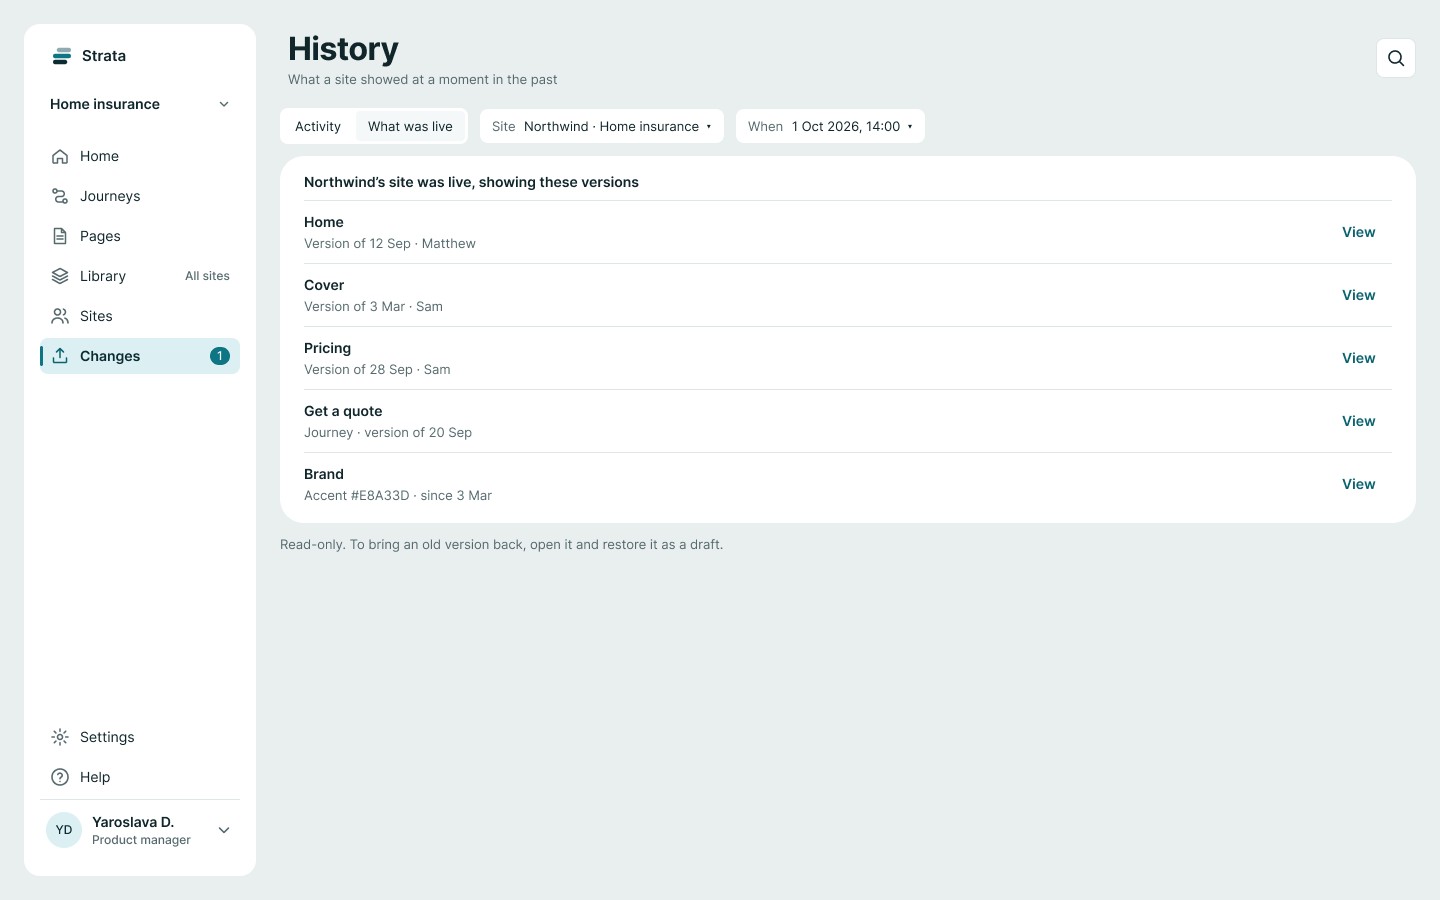 Strata
Home insurance
Home
Journeys
Pages
Library All sites
Sites
Changes 1
Settings
Help
YD
Yaroslava D.
Product manager
History
What a site showed at a moment in the past
Activity What was live Site Northwind · Home insurance When 1 Oct 2026, 14:00
Northwind’s site was live, showing these versions
Home
Version of 12 Sep · Matthew
View
Cover
Version of 3 Mar · Sam
View
Pricing
Version of 28 Sep · Sam
View
Get a quote
Journey · version of 20 Sep
View
Brand
Accent #E8A33D · since 3 Mar
View
Read-only. To bring an old version back, open it and restore it as a draft.